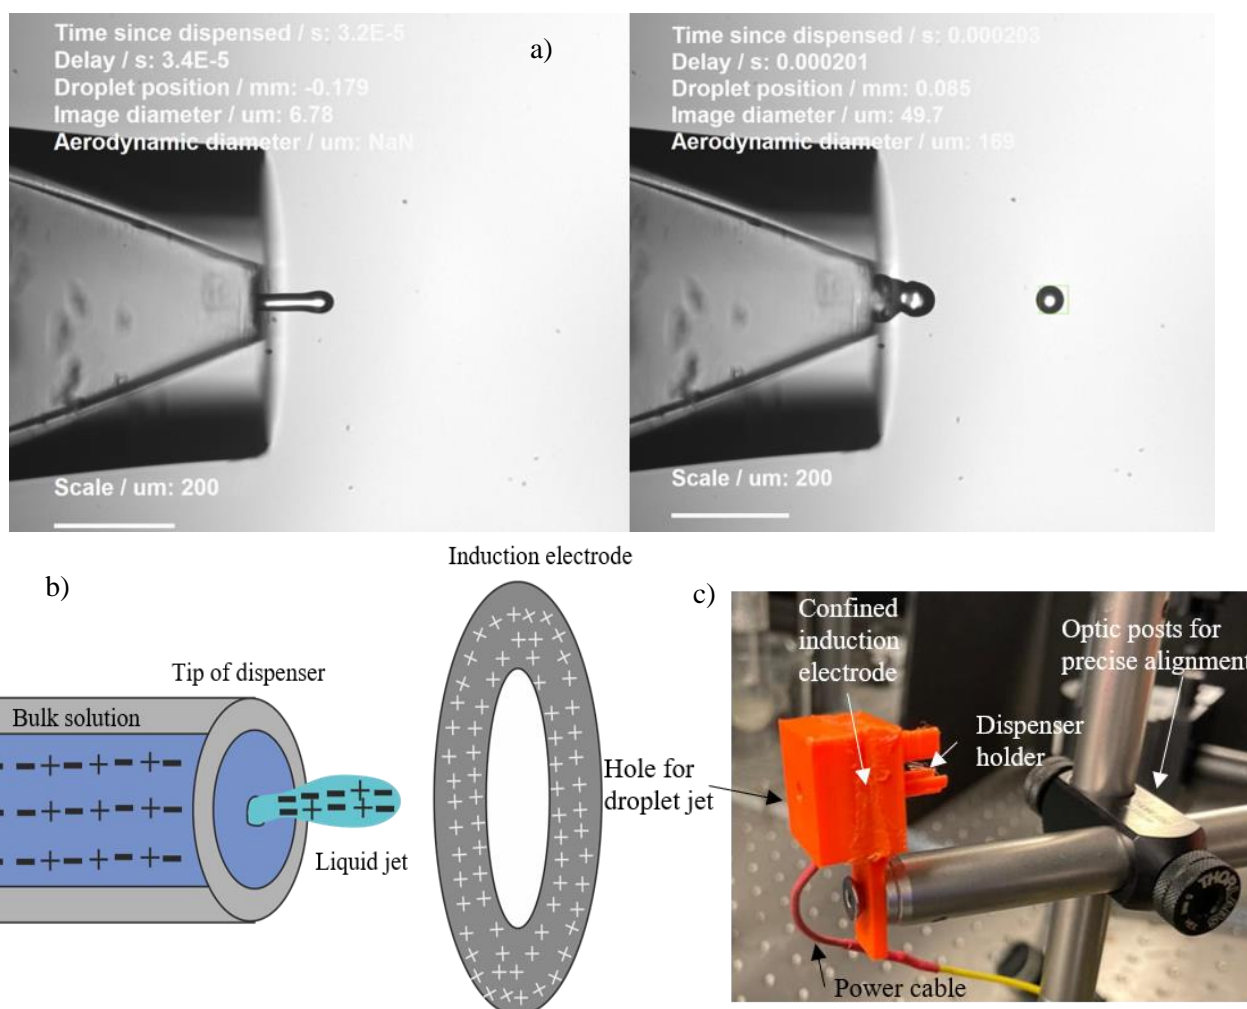 a)
Time since dispensed / s: 3.2E-5
Delay / s: 3.4E-5
Droplet position / mm: -0.179
Image diameter / um: 6.78
Aerodynamic diameter / um: NaN
Scale / um: 200
Time since dispensed / s: 0.000203
Delay / s: 0.000201
Droplet position / mm: 0.085
Image diameter / um: 49.7
Aerodynamic diameter / um: 169
Scale / um: 200
b)
Induction electrode
Tip of dispenser
Bulk solution
Liquid jet
Hole for
droplet jet
c)
Confined
induction
electrode
Optic posts for
precise alignment
Dispenser
holder
Power cable